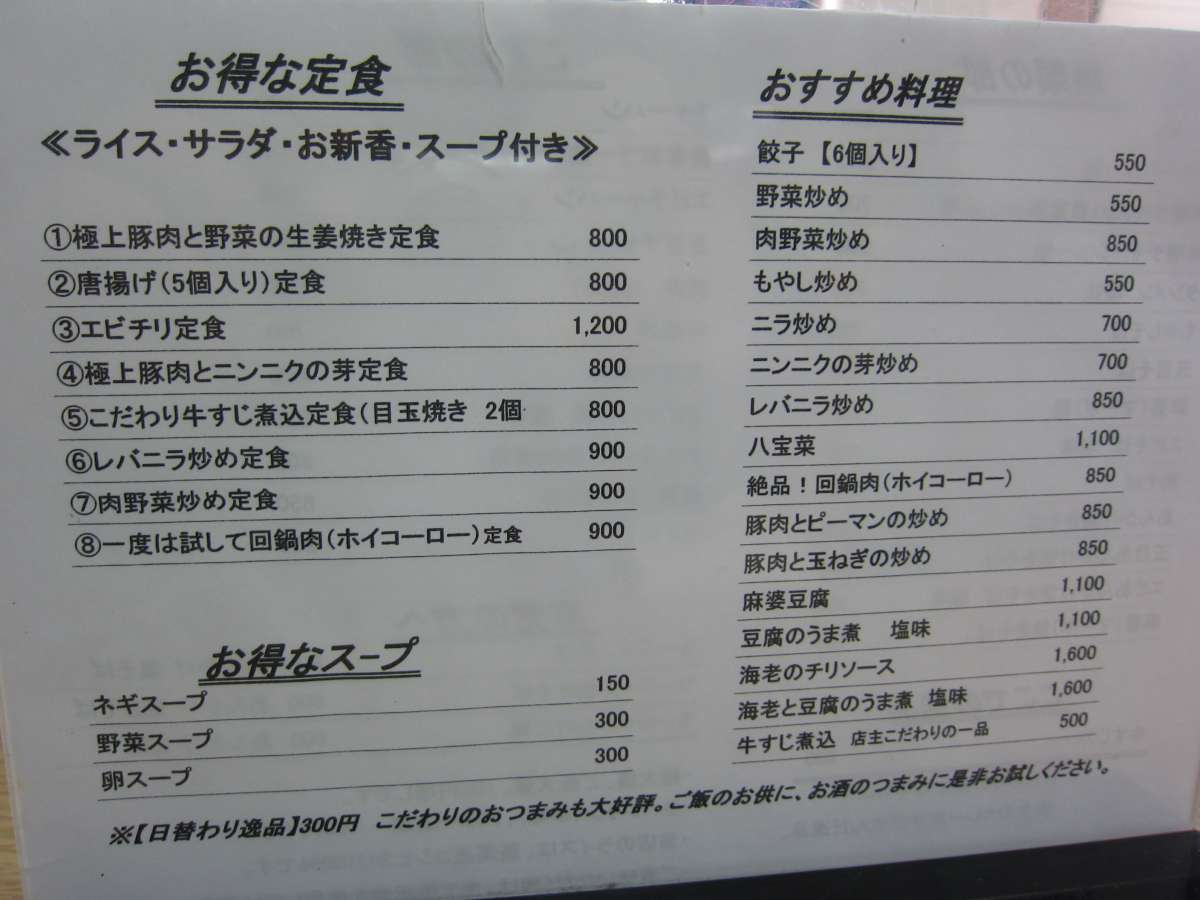 お得な定食
≪ライス・サラダ・お新香・スープ付き≫
①極上豚肉と野菜の生姜焼き定食 800
②唐揚げ(5個入り)定食 800
③エビチリ定食 1,200
④極上豚肉とニンニクの芽定食 800
⑤こだわり牛すじ煮込定食(目玉焼き 2個 800
⑥レバニラ炒め定食 900
⑦肉野菜炒め定食 900
⑧一度は試して回鍋肉(ホイコーロー)定食 900
お得なスープ
ネギスープ 150
野菜スープ 300
卵スープ 300
おすすめ料理
餃子 【6個入り】 550
野菜炒め 550
肉野菜炒め 850
もやし炒め 550
ニラ炒め 700
ニンニクの芽炒め 700
レバニラ炒め 850
八宝菜 1,100
絶品!回鍋肉(ホイコーロー) 850
豚肉とピーマンの炒め 850
豚肉と玉ねぎの炒め 850
麻婆豆腐 1,100
豆腐のうま煮 塩味 1,100
海老のチリソース 1,600
海老と豆腐のうま煮 塩味 1,600
牛すじ煮込 店主こだわりの一品 500
※【日替わり逸品】300円 こだわりのおつまみも大好評。ご飯のお供に、お酒のつまみに是非お試しください。